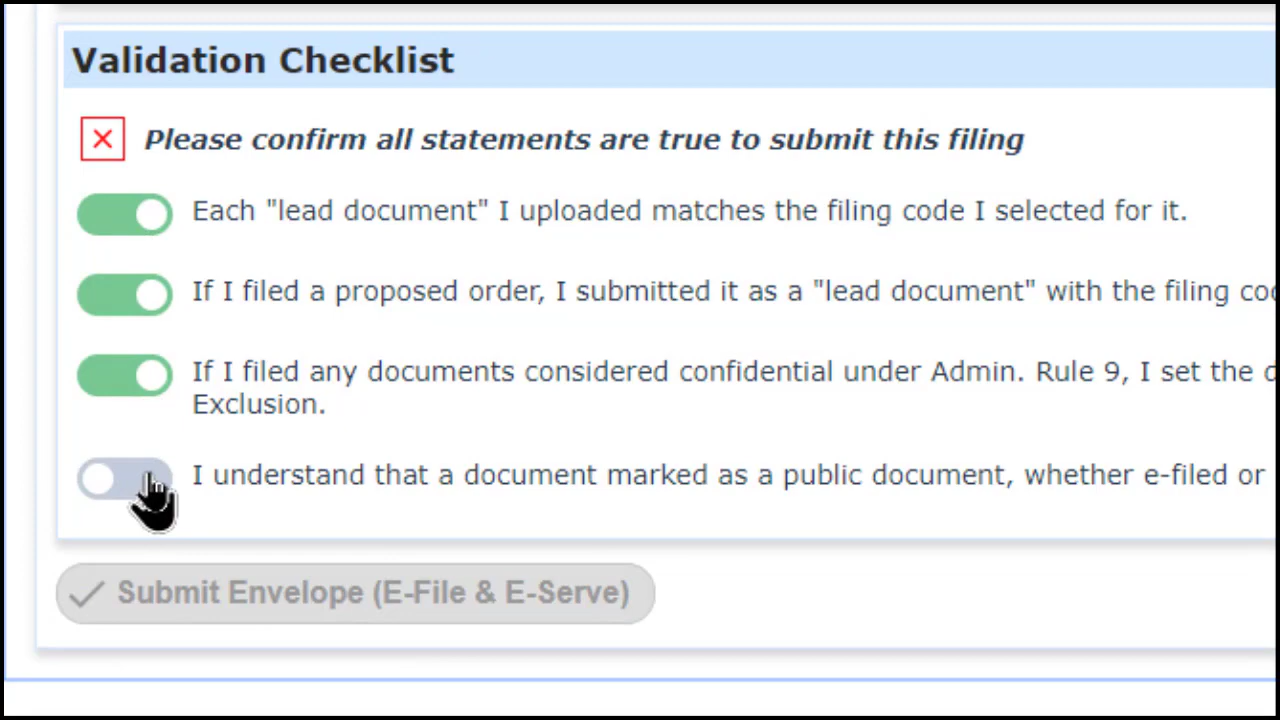 Validation Checklist
Please confirm all statements are true to submit this filing
Each "lead document" I uploaded matches the filing code I selected for it.
If I filed a proposed order, I submitted it as a "lead document" with the filing
If I filed any documents considered confidential under Admin. Rule 9, I set the
Exclusion.
I understand that a document marked as a public document, whether e-filed or
Submit Envelope (E-File & E-Serve)